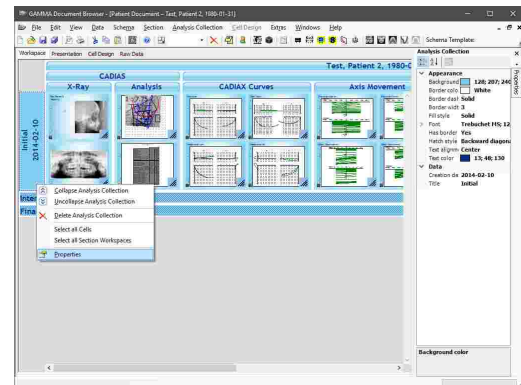 GAMMA Document Browser - [Patient Document - Test, Patient 2, 1980-01-31]
File Edit View Data Schema Section Analysis Collection Cell Design Extras Windows Help
Schema Template:
Workspace Presentation Cell Design Raw Data
Test, Patient 2, 1980-0
CADIAS
X-Ray Analysis CADIAX Curves Axis Movement
Initial
2014-02-10
Inter
Fina
Collapse Analysis Collection
Uncollapse Analysis Collection
Delete Analysis Collection
Select all Cells
Select all Section Workspaces
Properties
Analysis Collection
Properties
Appearance
Background 128; 207; 240
Border colo White
Border dash Solid
Border widt 3
Fill style Solid
Font Trebuchet MS; 12
Has border Yes
Hatch style Backward diagona
Text alignm Center
Text color 13; 48; 130
Data
Creation da 2014-02-10
Title Initial
Background color